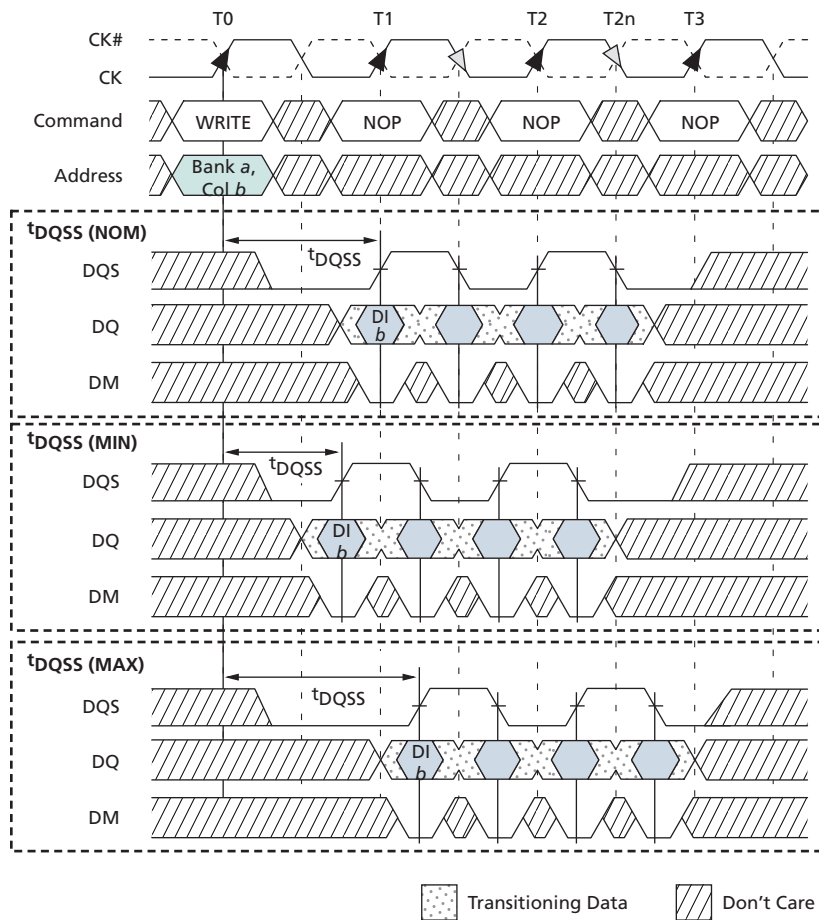 T0 T1 T2 T2n T3
CK#
CK
Command WRITE NOP NOP NOP
Address Bank a, Col b
tDQSS (NOM)
tDQSS
DQS
DQ DI b
DM
tDQSS (MIN)
tDQSS
DQS
DQ DI b
DM
tDQSS (MAX)
tDQSS
DQS
DQ DI b
DM
Transitioning Data Don't Care